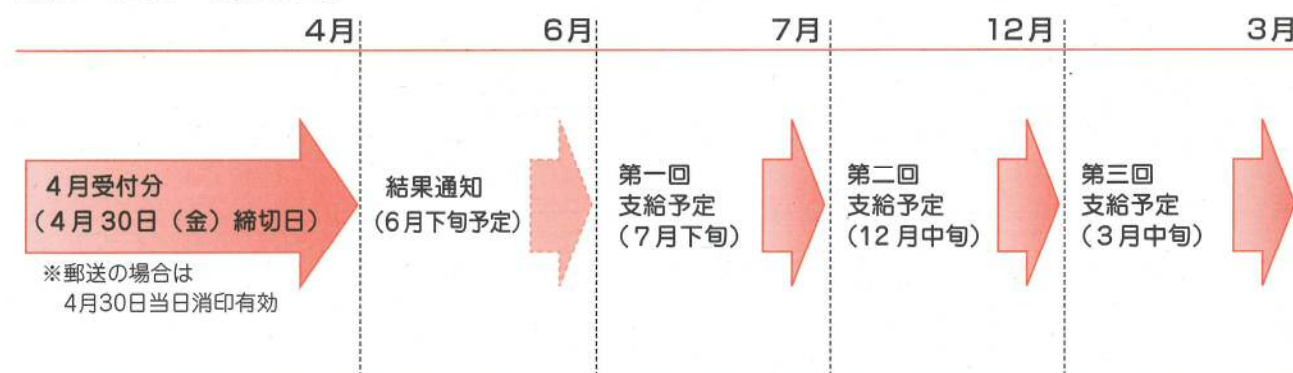 4月
6月
7月
12月
3月
4月受付分
(4月30日(金)締切日)
※郵送の場合は
4月30日当日消印有効
結果通知
(6月下旬予定)
第一回
支給予定
(7月下旬)
第二回
支給予定
(12月中旬)
第三回
支給予定
(3月中旬)